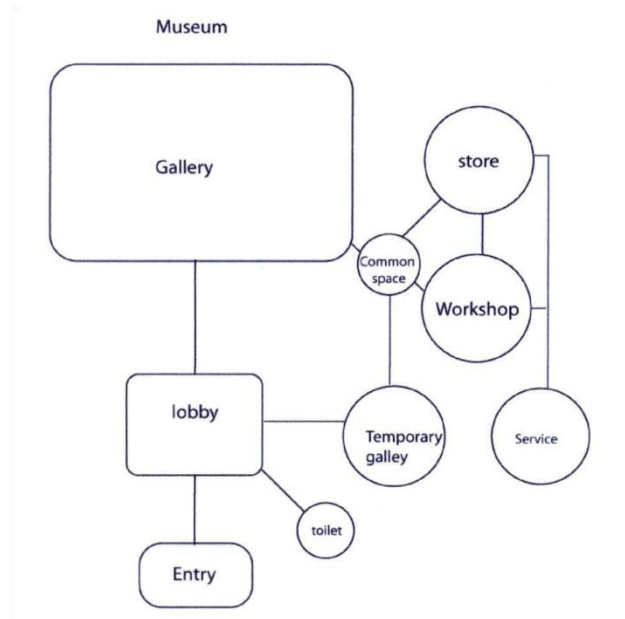 Museum
Gallery
store
Common
space
Workshop
lobby
Temporary
galley
Service
toilet
Entry